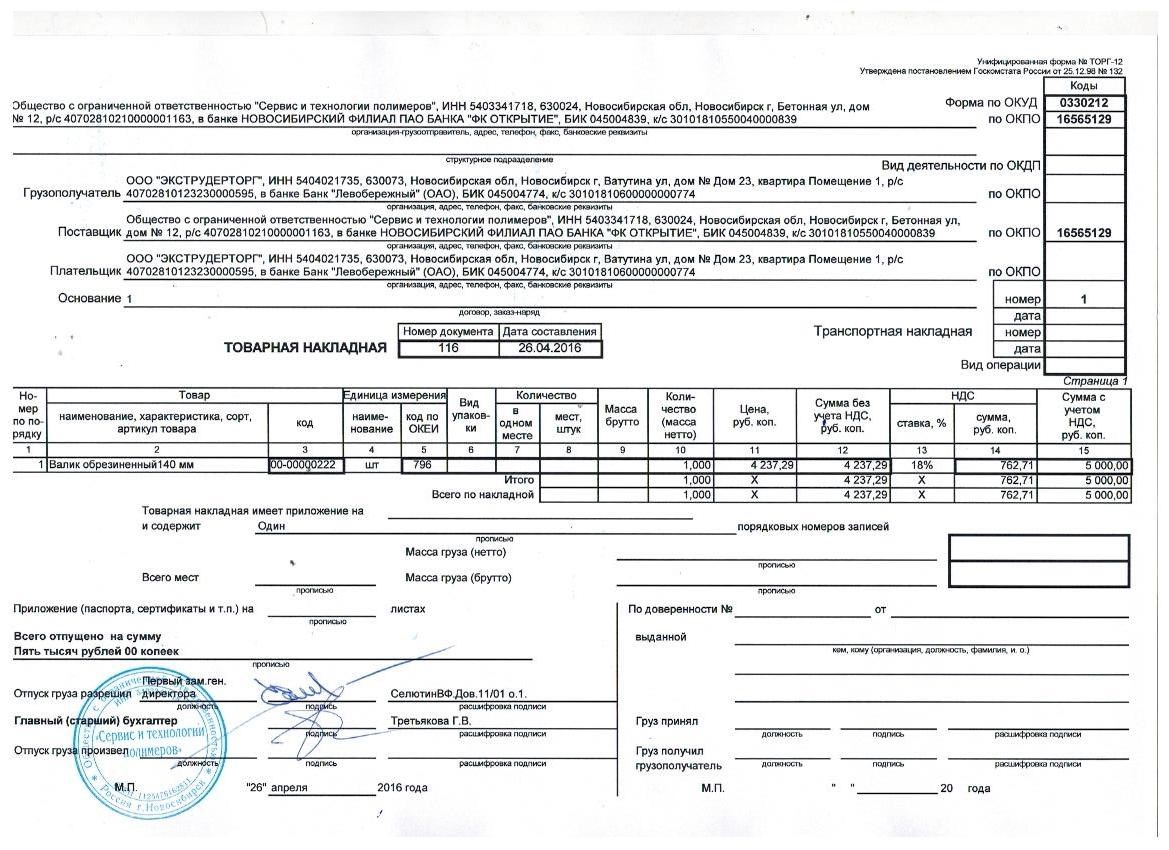 Унифицированная форма № ТОРГ-12
Утверждена постановлением Госкомстата России от 25.12.98 № 132
Коды
Форма по ОКУД 0330212
Общество с ограниченной ответственностью "Сервис и технологии полимеров", ИНН 5403341718, 630024, Новосибирская обл, Новосибирск г, Бетонная ул, дом
№ 12, р/с 40702810210000001163, в банке НОВОСИБИРСКИЙ ФИЛИАЛ ПАО БАНКА "ФК ОТКРЫТИЕ", БИК 045004839, к/с 30101810550040000839 по ОКПО 16565129
организация-грузоотправитель, адрес, телефон, факс, банковские реквизиты
структурное подразделение
Вид деятельности по ОКДП
ООО "ЭКСТРУДЕРТОРГ", ИНН 5404021735, 630073, Новосибирская обл, Новосибирск г, Ватутина ул, дом № Дом 23, квартира Помещение 1, р/с
Грузополучатель 40702810123230000595, в банке Банк "Левобережный" (ОАО), БИК 045004774, к/с 30101810600000000774 по ОКПО
организация, адрес, телефон, факс, банковские реквизиты
Общество с ограниченной ответственностью "Сервис и технологии полимеров", ИНН 5403341718, 630024, Новосибирская обл, Новосибирск г, Бетонная ул,
Поставщик дом № 12, р/с 40702810210000001163, в банке НОВОСИБИРСКИЙ ФИЛИАЛ ПАО БАНКА "ФК ОТКРЫТИЕ", БИК 045004839, к/с 30101810550040000839 по ОКПО 16565129
организация, адрес, телефон, факс, банковские реквизиты
ООО "ЭКСТРУДЕРТОРГ", ИНН 5404021735, 630073, Новосибирская обл, Новосибирск г, Ватутина ул, дом № Дом 23, квартира Помещение 1, р/с
Плательщик 40702810123230000595, в банке Банк "Левобережный" (ОАО), БИК 045004774, к/с 30101810600000000774 по ОКПО
организация, адрес, телефон, факс, банковские реквизиты
Основание 1 номер 1
договор, заказ-наряд
дата
Номер документа Дата составления
Транспортная накладная номер
ТОВАРНАЯ НАКЛАДНАЯ 116 26.04.2016
дата
Вид операции
Страница 1
Но-мер по по-рядку
Товар
наименование, характеристика, сорт, артикул товара
код
Единица измерения
наиме-нование
код по ОКЕИ
Вид упаков-ки
Количество
в одном месте
мест, штук
Масса брутто
Коли-чество (масса нетто)
Цена, руб. коп.
Сумма без учета НДС, руб. коп.
НДС
ставка, %
сумма, руб. коп.
Сумма с учетом НДС, руб. коп.
1 2 3 4 5 6 7 8 9 10 11 12 13 14 15
1 Валик обрезиненный140 мм 00-00000222 шт 796 1,000 4 237,29 4 237,29 18% 762,71 5 000,00
Итого 1,000 X 4 237,29 X 762,71 5 000,00
Всего по накладной 1,000 X 4 237,29 X 762,71 5 000,00
Товарная накладная имеет приложение на
и содержит Один порядковых номеров записей
прописью
Масса груза (нетто)
прописью
Всего мест Масса груза (брутто)
прописью прописью
Приложение (паспорта, сертификаты и т.п.) на листах
прописью
Всего отпущено на сумму
Пять тысяч рублей 00 копеек
прописью
Первый зам.ген.
Отпуск груза разрешил директора СелютинВФ.Дов.11/01 о.1.
должность подпись расшифровка подписи
Главный (старший) бухгалтер Третьякова Г.В.
подпись расшифровка подписи
Отпуск груза произвел
должность подпись расшифровка подписи
М.П. "26" апреля 2016 года
По доверенности № от
выданной
кем, кому (организация, должность, фамилия, и. о.)
Груз принял
должность подпись расшифровка подписи
Груз получил
грузополучатель
должность подпись расшифровка подписи
М.П. " " 20 года
«Сервис и технологии
полимеров»
Россия г.Новосибирск